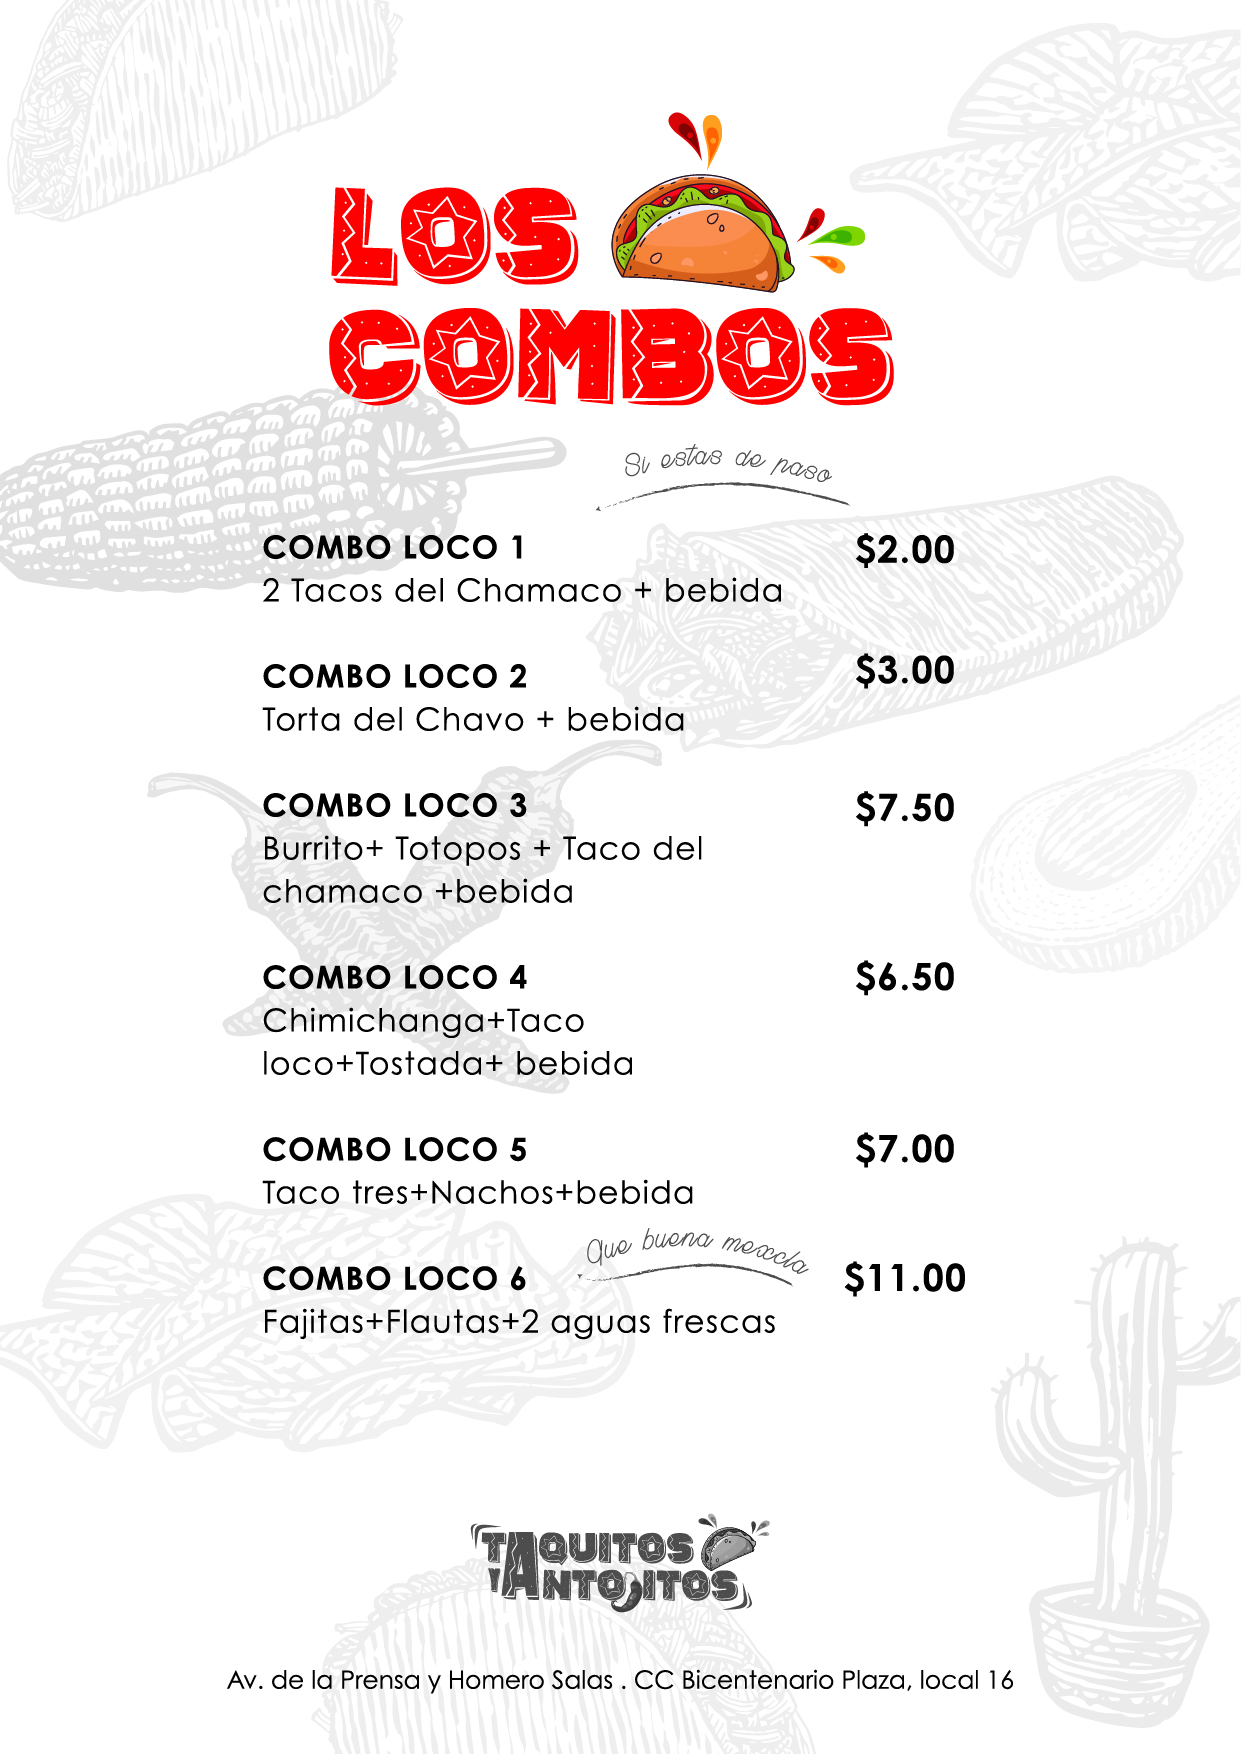 LOS
COMBOS
Si estas de paso
COMBO LOCO 1 $2.00
2 Tacos del Chamaco + bebida
COMBO LOCO 2 $3.00
Torta del Chavo + bebida
COMBO LOCO 3 $7.50
Burrito+ Totopos + Taco del
chamaco +bebida
COMBO LOCO 4 $6.50
Chimichanga+Taco
loco+Tostada+ bebida
COMBO LOCO 5 $7.00
Taco tres+Nachos+bebida
Que buena mezcla
COMBO LOCO 6 $11.00
Fajitas+Flautas+2 aguas frescas
TAQUITOS
Y ANTOJITOS
Av. de la Prensa y Homero Salas . CC Bicentenario Plaza, local 16